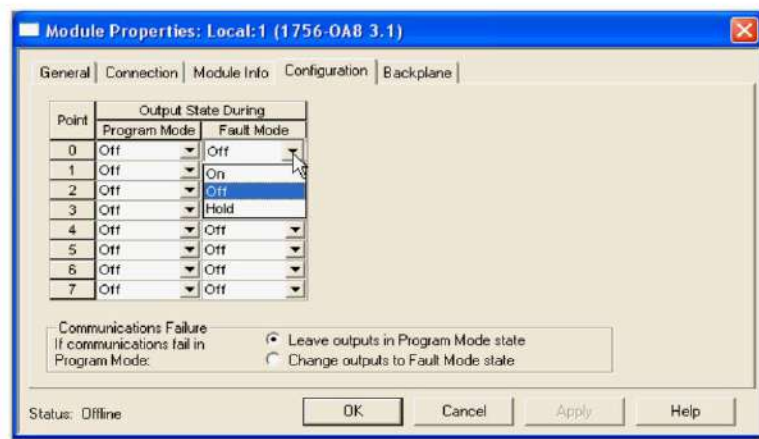 Module Properties: Local:1 (1756-OA8 3.1)
General Connection Module Info Configuration Backplane
Point Output State During
Program Mode Fault Mode
0 Off Off
1 Off On
2 Off Off
3 Off Hold
4 Off Off
5 Off Off
6 Off Off
7 Off Off
Communications Failure
If communications fail in
Program Mode:
Leave outputs in Program Mode state
Change outputs to Fault Mode state
Status: Offline OK Cancel Apply Help